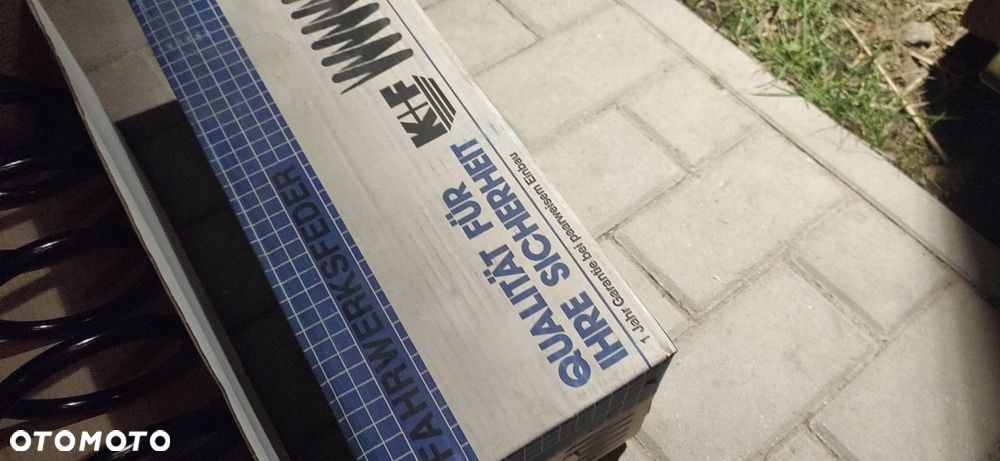 FAHRWERKSFEDER
K+F
QUALITÄT FÜR
IHRE SICHERHEIT
1 Jahr Garantie bei paarweisem Einbau
OTOMOTO